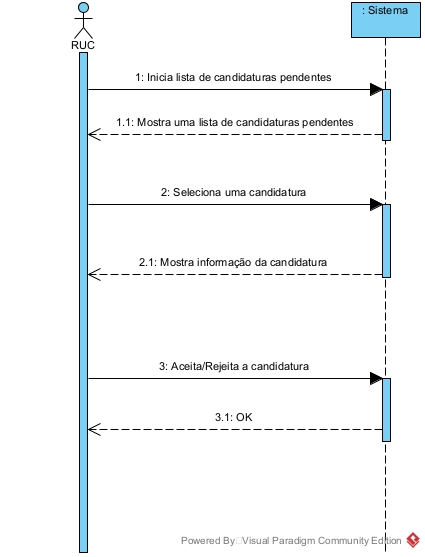 : Sistema
RUC
1: Inicia lista de candidaturas pendentes
1.1: Mostra uma lista de candidaturas pendentes
2: Seleciona uma candidatura
2.1: Mostra informação da candidatura
3: Aceita/Rejeita a candidatura
3.1: OK
Powered By Visual Paradigm Community Edition